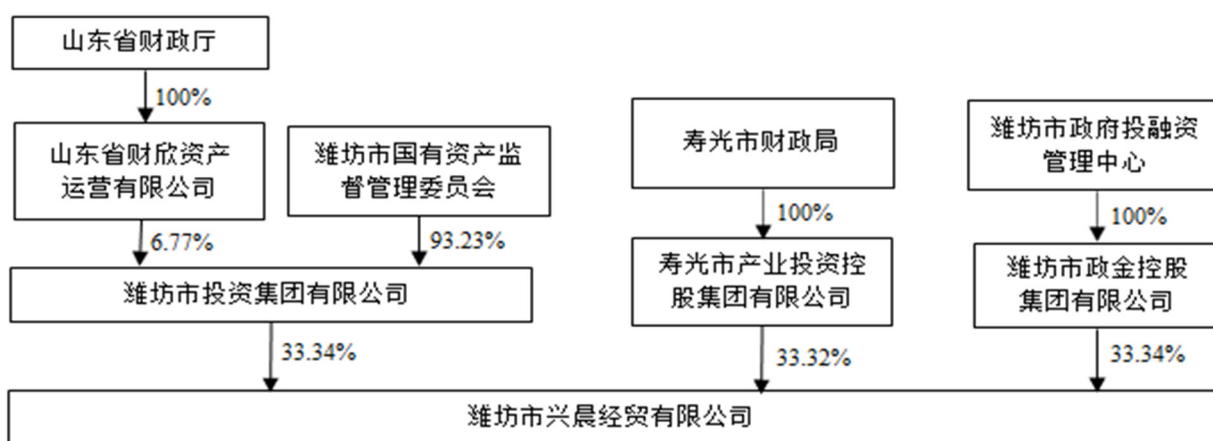 山东省财政厅
100%
山东省财欣资产
运营有限公司
潍坊市国有资产监
督管理委员会
寿光市财政局
潍坊市政府投融资
管理中心
6.77%
93.23%
100%
100%
潍坊市投资集团有限公司
寿光市产业投资控
股集团有限公司
潍坊市政金控股
集团有限公司
33.34%
33.32%
33.34%
潍坊市兴晨经贸有限公司